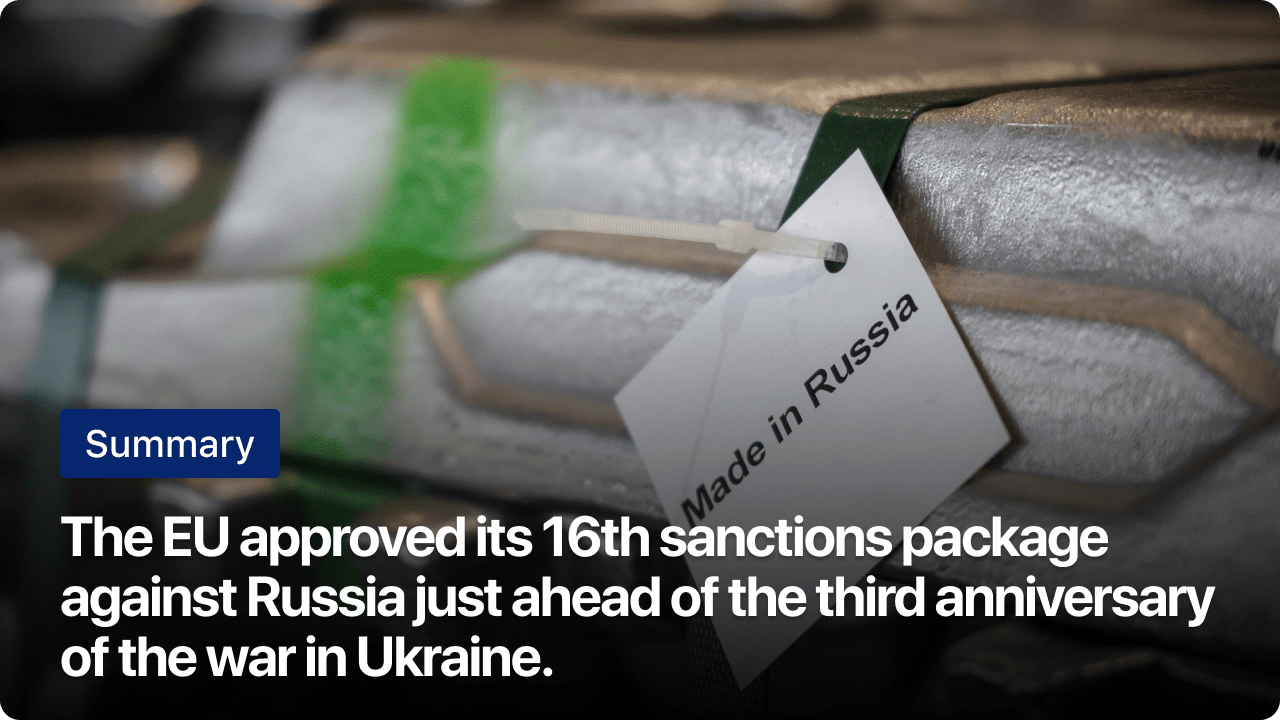 Made in Russia
Summary
The EU approved its 16th sanctions package
against Russia just ahead of the third anniversary
of the war in Ukraine.